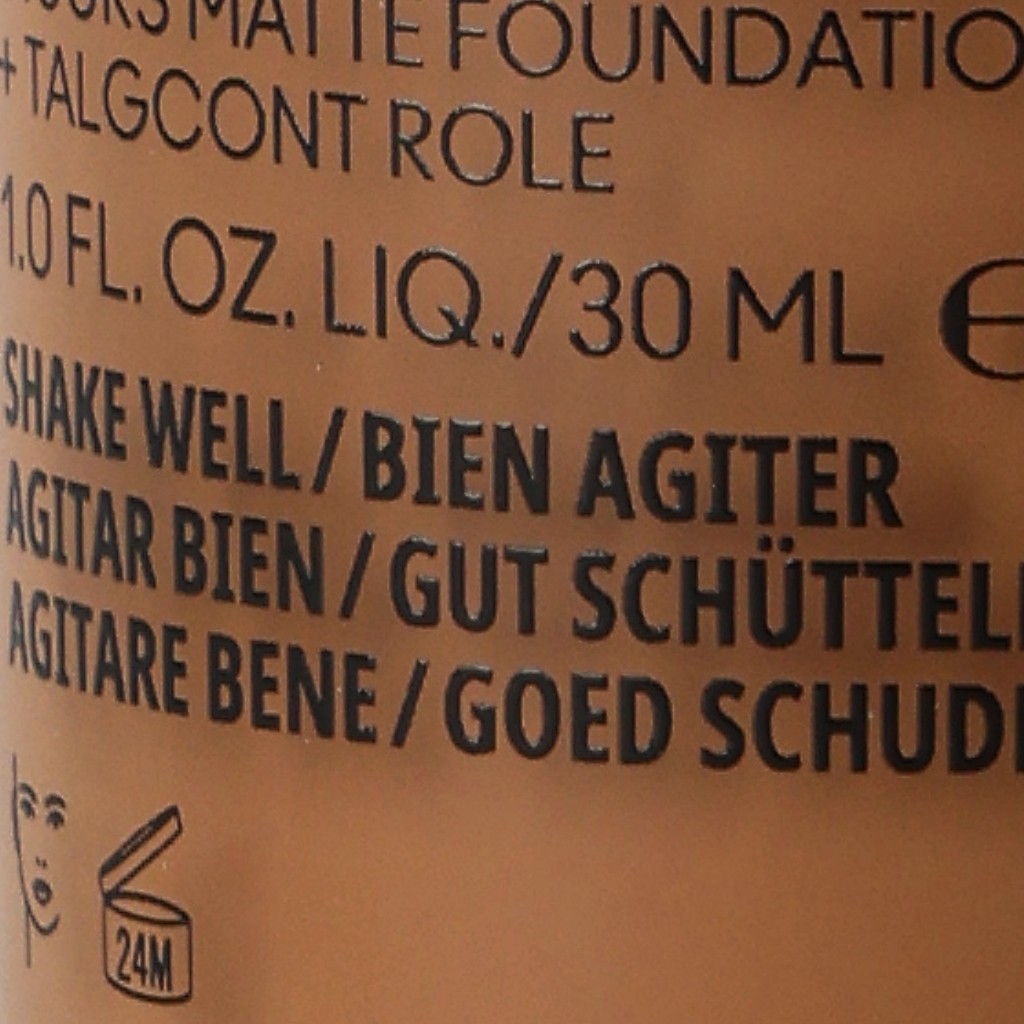 MATTE FOUNDATIO
+ TALGCONT ROLE
1.0 FL. OZ. LIQ./30 ML e
SHAKE WELL / BIEN AGITER
AGITAR BIEN / GUT SCHÜTTEL
AGITARE BENE / GOED SCHUD
24M